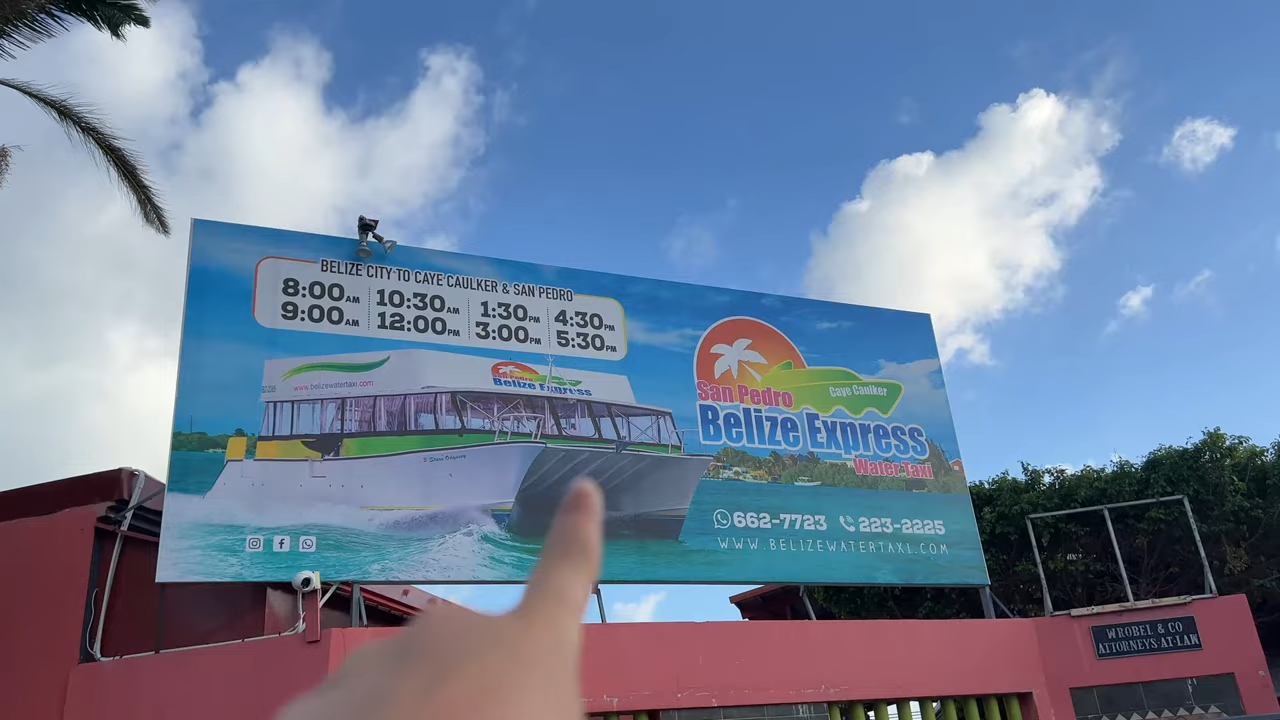 BELIZE CITY TO CAYE CAULKER & SAN PEDRO
8:00AM 10:30AM 1:30PM 4:30PM
9:00AM 12:00PM 3:00PM 5:30PM
www.belizewatertaxi.com
San Pedro
Belize Express
San Pedro
Caye Caulker
Belize Express
Water Taxi
662-7723 223-2225
WWW.BELIZEWATERTAXI.COM
WROBEL & CO
ATTORNEYS-AT-LAW